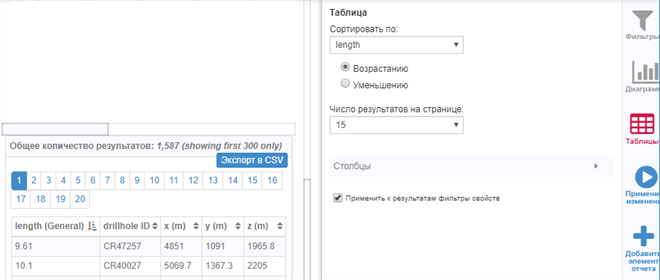 Общее количество результатов: 1,587 (showing first 300 only)
Экспорт в CSV
1 2 3 4 5 6 7 8 9 10 11 12 13 14 15 16
17 18 19 20
length (General) drillhole ID x (m) y (m) z (m)
9.61 CR47257 4851 1091 1965.8
10.1 CR40027 5069.7 1367.3 2205
Таблица
Сортировать по:
length
Возрастанию
Уменьшению
Число результатов на странице:
15
Столбцы
Применить к результатам фильтры свойств
Фильтры
Диаграм
Таблицы
Примени
изменени
Добавить
элемент
отчета